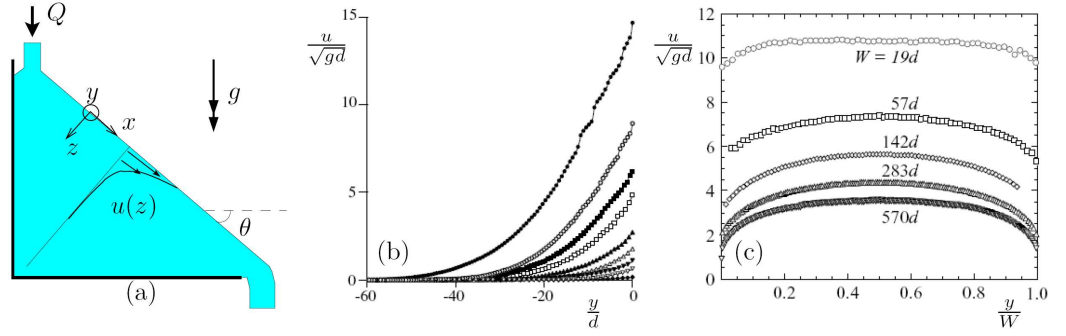 Q
y
x
z
g
u(z)
θ
(a)
u
√gd
15
10
5
0
(b)
-60
-40
-20
0
y
d
u
√gd
12
10
8
6
4
2
0
W = 19d
57d
142d
283d
570d
(c)
0.2
0.4
0.6
0.8
1.0
y
W